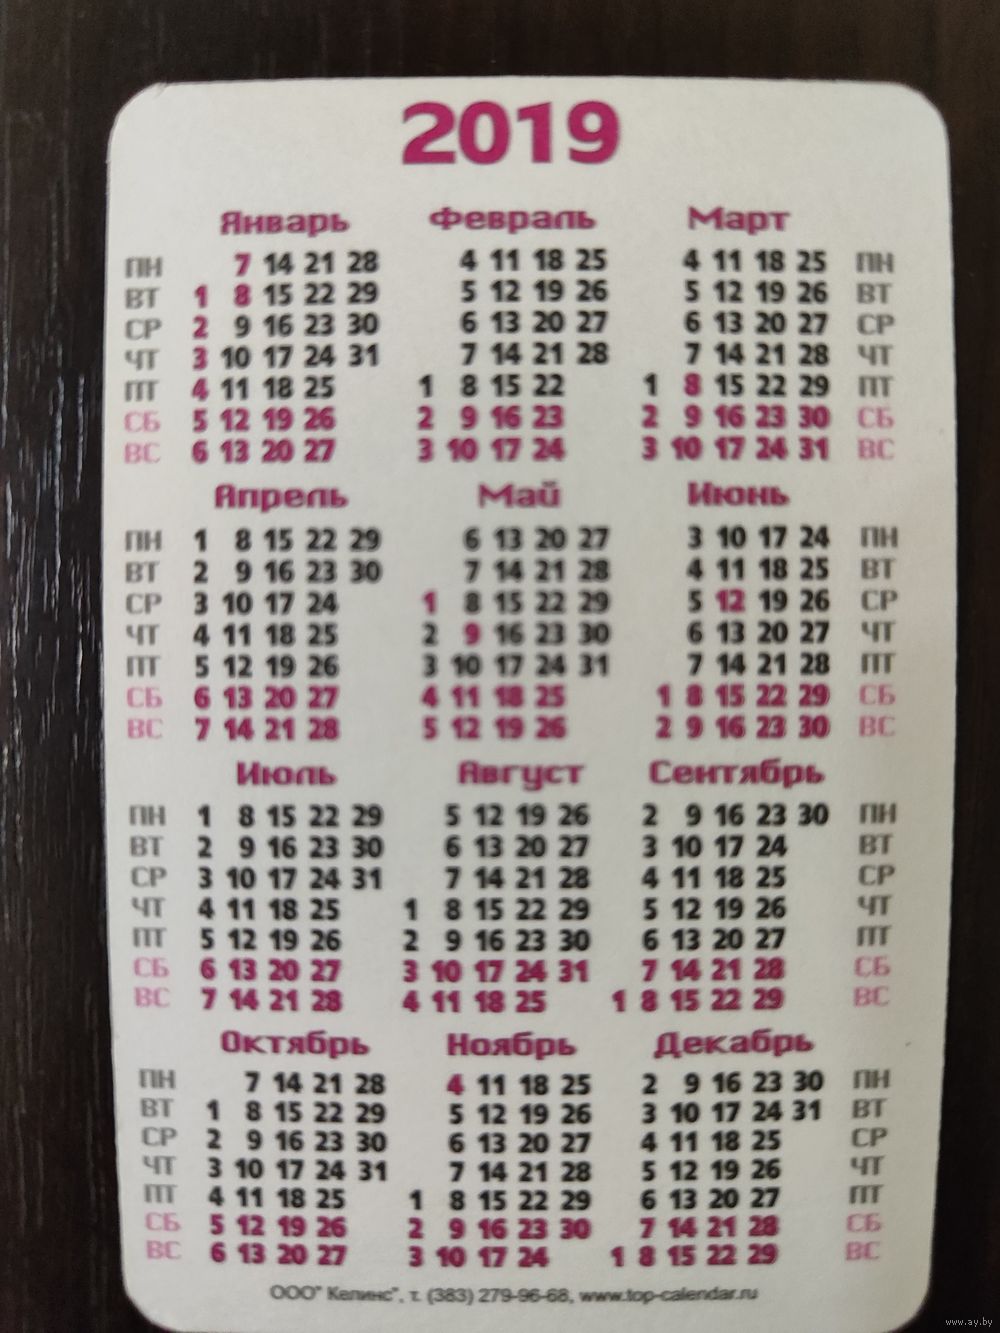 2019
Январь Февраль Март
ПН 7 14 21 28 4 11 18 25 4 11 18 25 ПН
ВТ 1 8 15 22 29 5 12 19 26 5 12 19 26 ВТ
СР 2 9 16 23 30 6 13 20 27 6 13 20 27 СР
ЧТ 3 10 17 24 31 7 14 21 28 7 14 21 28 ЧТ
ПТ 4 11 18 25 1 8 15 22 1 8 15 22 29 ПТ
СБ 5 12 19 26 2 9 16 23 2 9 16 23 30 СБ
ВС 6 13 20 27 3 10 17 24 3 10 17 24 31 ВС
Апрель Май Июнь
ПН 1 8 15 22 29 6 13 20 27 3 10 17 24 ПН
ВТ 2 9 16 23 30 7 14 21 28 4 11 18 25 ВТ
СР 3 10 17 24 1 8 15 22 29 5 12 19 26 СР
ЧТ 4 11 18 25 2 9 16 23 30 6 13 20 27 ЧТ
ПТ 5 12 19 26 3 10 17 24 31 7 14 21 28 ПТ
СБ 6 13 20 27 4 11 18 25 1 8 15 22 29 СБ
ВС 7 14 21 28 5 12 19 26 2 9 16 23 30 ВС
Июль Август Сентябрь
ПН 1 8 15 22 29 5 12 19 26 2 9 16 23 30 ПН
ВТ 2 9 16 23 30 6 13 20 27 3 10 17 24 ВТ
СР 3 10 17 24 31 7 14 21 28 4 11 18 25 СР
ЧТ 4 11 18 25 1 8 15 22 29 5 12 19 26 ЧТ
ПТ 5 12 19 26 2 9 16 23 30 6 13 20 27 ПТ
СБ 6 13 20 27 3 10 17 24 31 7 14 21 28 СБ
ВС 7 14 21 28 4 11 18 25 1 8 15 22 29 ВС
Октябрь Ноябрь Декабрь
ПН 7 14 21 28 4 11 18 25 2 9 16 23 30 ПН
ВТ 1 8 15 22 29 5 12 19 26 3 10 17 24 31 ВТ
СР 2 9 16 23 30 6 13 20 27 4 11 18 25 СР
ЧТ 3 10 17 24 31 7 14 21 28 5 12 19 26 ЧТ
ПТ 4 11 18 25 1 8 15 22 29 6 13 20 27 ПТ
СБ 5 12 19 26 2 9 16 23 30 7 14 21 28 СБ
ВС 6 13 20 27 3 10 17 24 1 8 15 22 29 ВС
ООО" Келинс", т. (383) 279-96-68, www.top-calendar.ru
www.ay.by